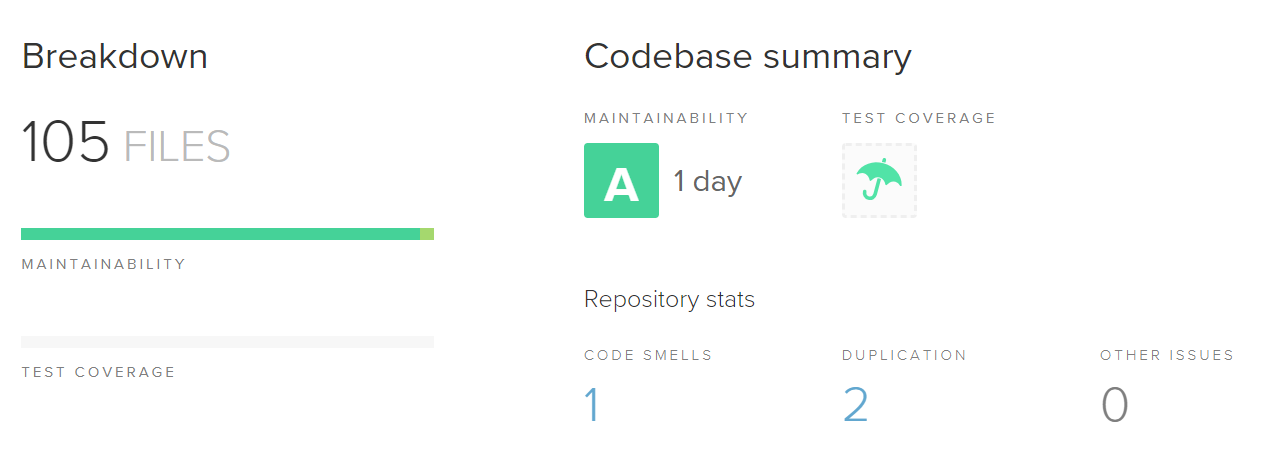 Breakdown
105 FILES
MAINTAINABILITY
TEST COVERAGE
Codebase summary
MAINTAINABILITY
A 1 day
TEST COVERAGE
Repository stats
CODE SMELLS
1
DUPLICATION
2
OTHER ISSUES
0